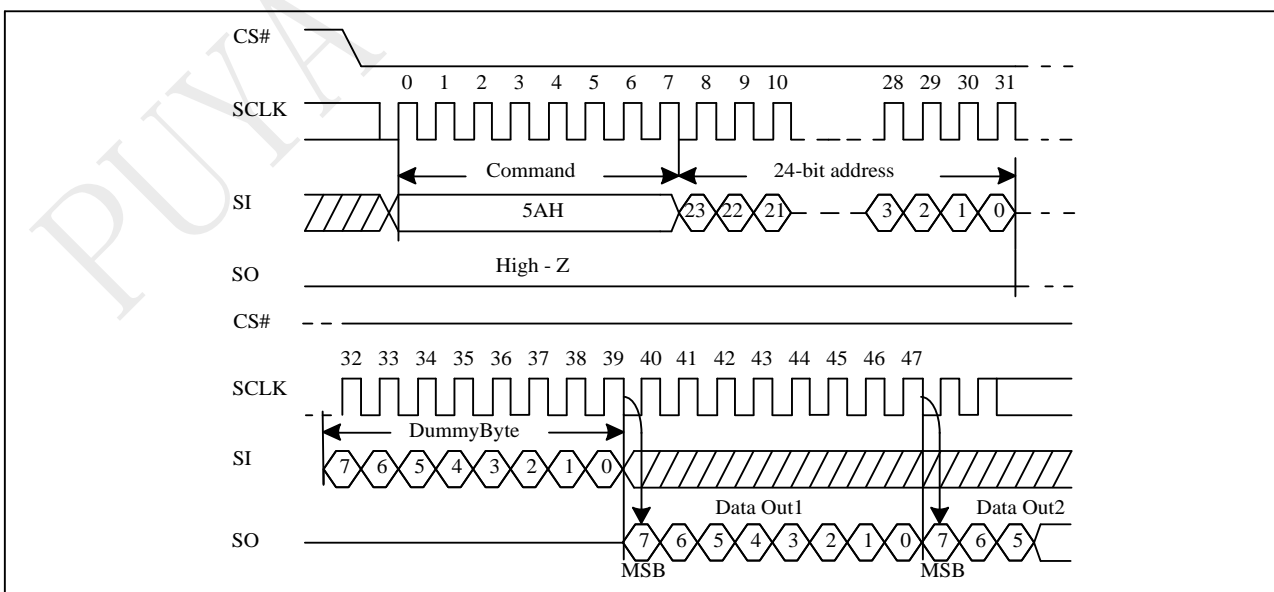 PUYA
CS#
0 1 2 3 4 5 6 7 8 9 10 28 29 30 31
SCLK
Command 24-bit address
SI 5AH 23 22 21 3 2 1 0
SO High - Z
CS#
32 33 34 35 36 37 38 39 40 41 42 43 44 45 46 47
SCLK
DummyByte
SI 7 6 5 4 3 2 1 0
Data Out1 Data Out2
SO 7 6 5 4 3 2 1 0 7 6 5
MSB MSB